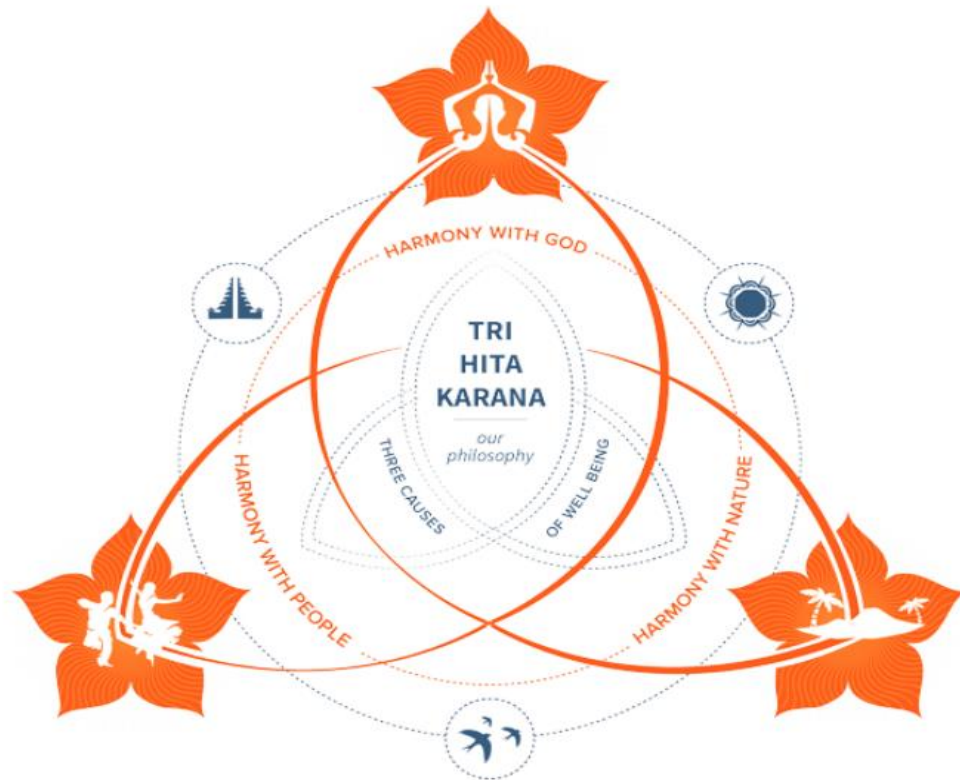 HARMONY WITH GOD
TRI
HITA
KARANA
our
philosophy
THREE CAUSES
OF WELL BEING
HARMONY WITH PEOPLE
HARMONY WITH NATURE